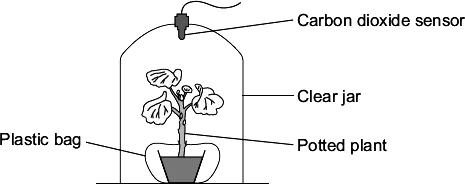 Carbon dioxide sensor
Clear jar
Plastic bag
Potted plant